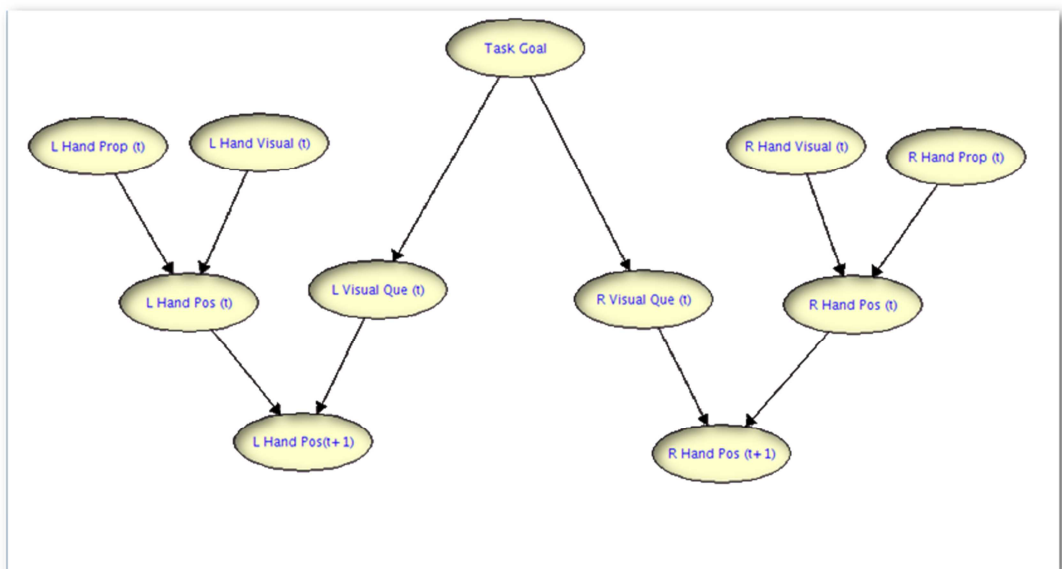 Task Goal
L Hand Prop (t)
L Hand Visual (t)
R Hand Visual (t)
R Hand Prop (t)
L Hand Pos (t)
L Visual Que (t)
R Visual Que (t)
R Hand Pos (t)
L Hand Pos(t+1)
R Hand Pos (t+1)